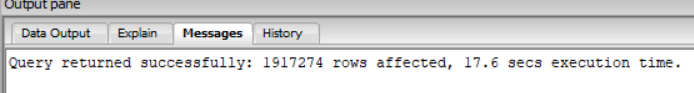 Output pane
Data Output Explain Messages History
Query returned successfully: 1917274 rows affected, 17.6 secs execution time.